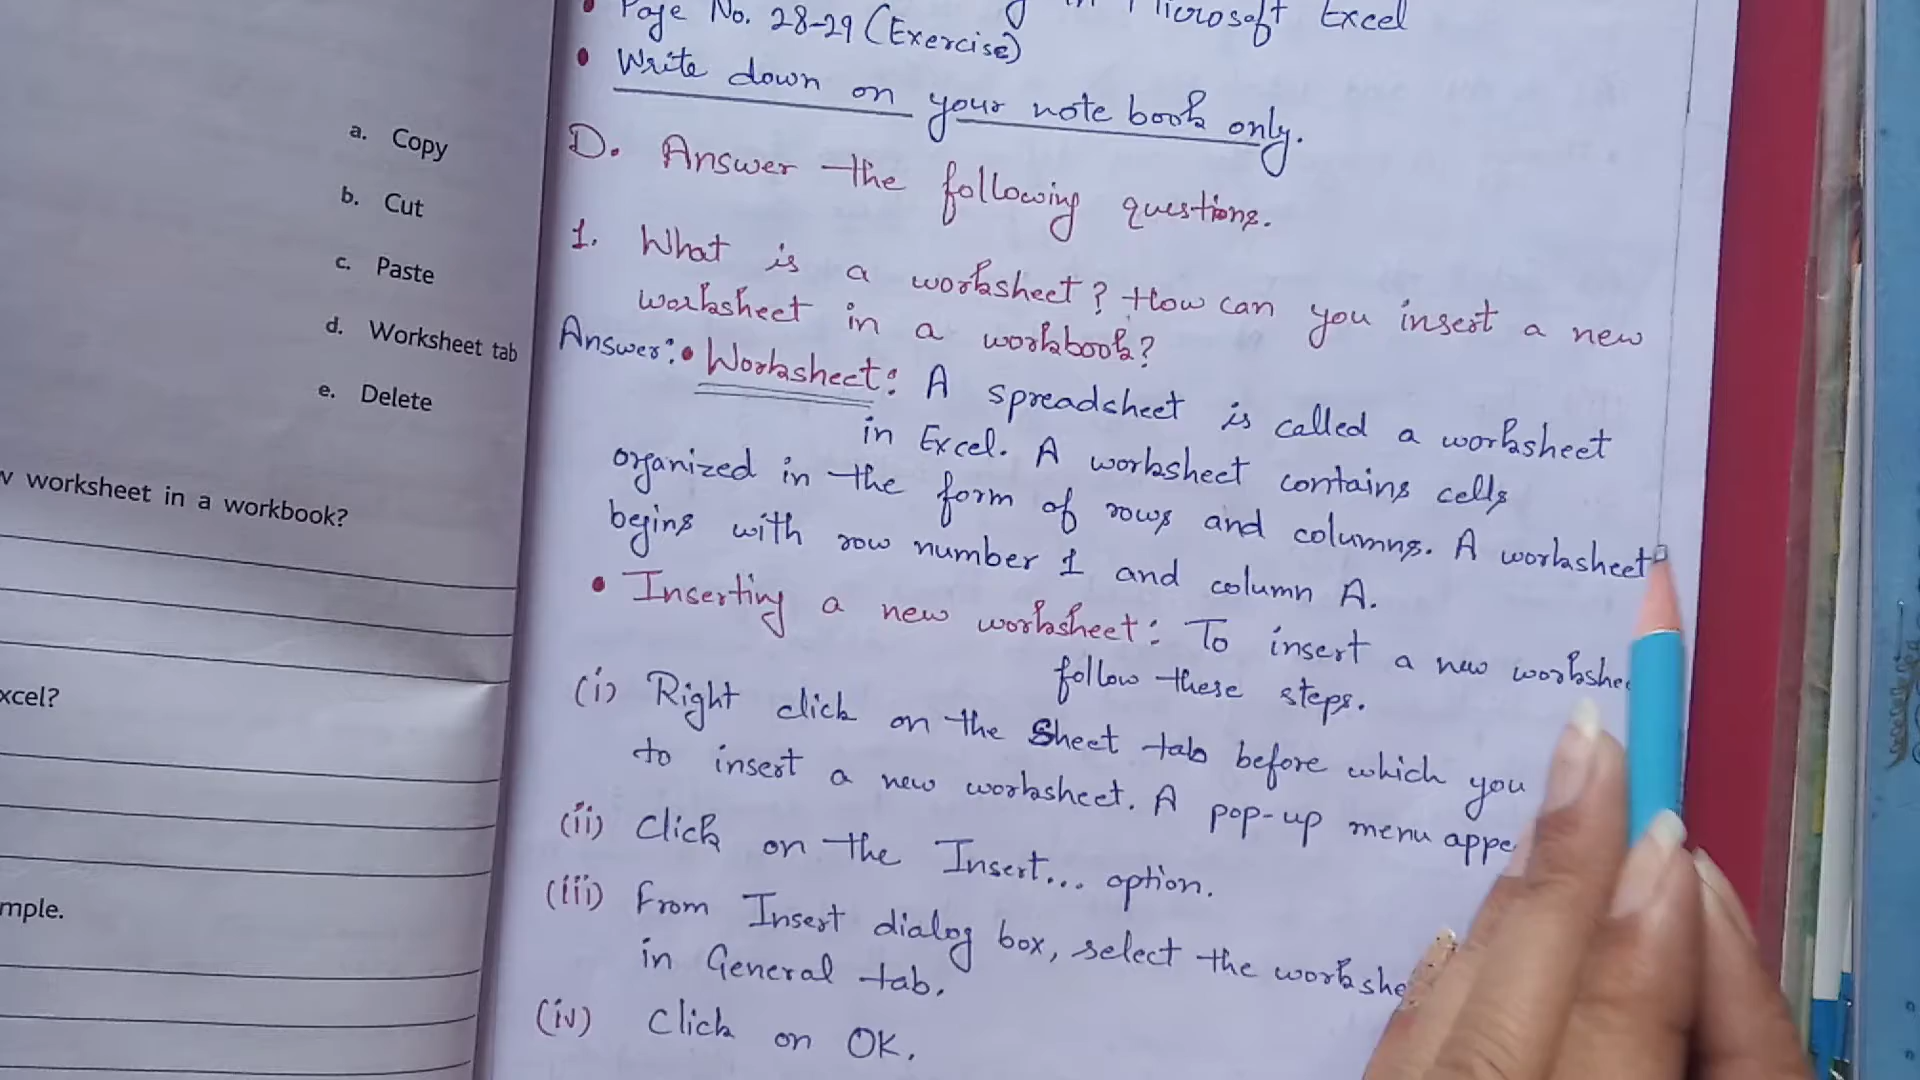 a. Copy
b. Cut
c. Paste
d. Worksheet tab
e. Delete
worksheet in a workbook?
in Microsoft Excel
• Page No. 28-29 (Exercise)
• Write down on your note book only.
D. Answer the following questions.
1. What is a worksheet? How can you insert a new
worksheet in a workbook?
Answer: • Worksheet: A spreadsheet is called a worksheet
in Excel. A worksheet contains cells
organized in the form of rows and columns. A worksheet
begins with row number 1 and column A.
• Inserting a new worksheet: To insert a new workshe
follow these steps.
(i) Right click on the Sheet tab before which you
to insert a new worksheet. A pop-up menu appe
(ii) Click on the Insert... option.
(iii) From Insert dialog box, select the workshe
in General tab.
(iv) Click on OK.